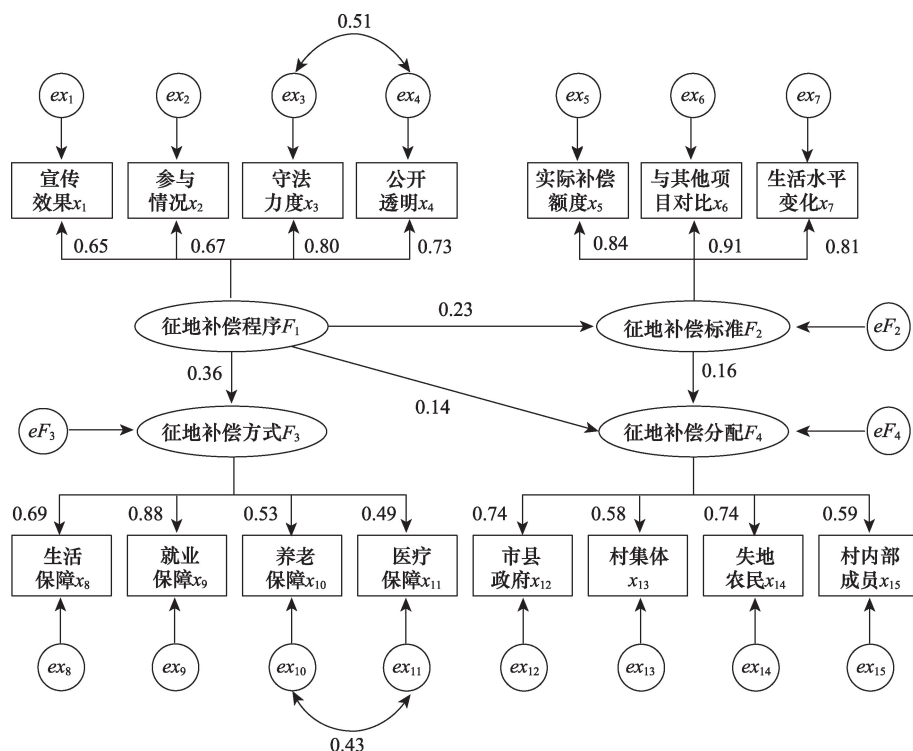 0.51
ex₁
ex₂
ex₃
ex₄
ex₅
ex₆
ex₇
宣传
效果x₁
参与
情况x₂
守法
力度x₃
公开
透明x₄
实际补偿
额度x₅
与其他项
目对比x₆
生活水平
变化x₇
0.65
0.67
0.80
0.73
0.84
0.91
0.81
征地补偿程序F₁
0.23
征地补偿标准F₂
eF₂
0.36
0.14
0.16
eF₃
征地补偿方式F₃
征地补偿分配F₄
eF₄
0.69
0.88
0.53
0.49
0.74
0.58
0.74
0.59
生活
保障x₈
就业
保障x₉
养老
保障x₁₀
医疗
保障x₁₁
市县
政府x₁₂
村集体
x₁₃
失地
农民x₁₄
村内部
成员x₁₅
ex₈
ex₉
ex₁₀
ex₁₁
ex₁₂
ex₁₃
ex₁₄
ex₁₅
0.43